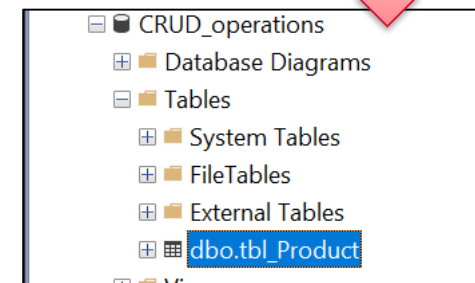 CRUD_operations
Database Diagrams
Tables
System Tables
FileTables
External Tables
dbo.tbl_Product